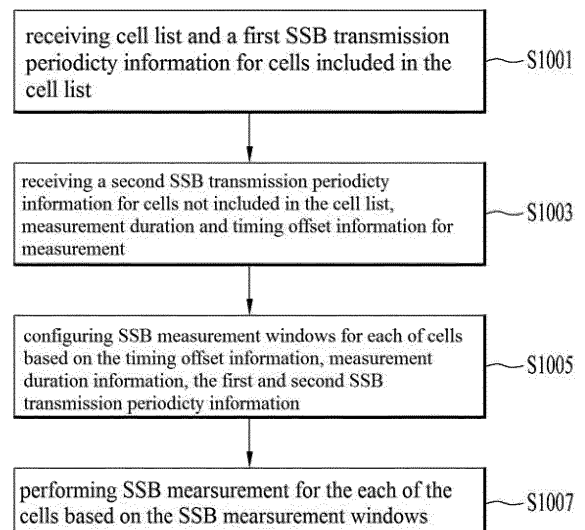 receiving cell list and a first SSB transmission
periodicty information for cells included in the
cell list
S1001
receiving a second SSB transmission periodicty
information for cells not included in the cell list,
measurement duration and timing offset information for
measurement
S1003
configuring SSB measurement windows for each of cells
based on the timing offset information, measurement
duration information, the first and second SSB
transmission periodicty information
S1005
performing SSB mearsurement for the each of the
cells based on the SSB mearsurement windows
S1007